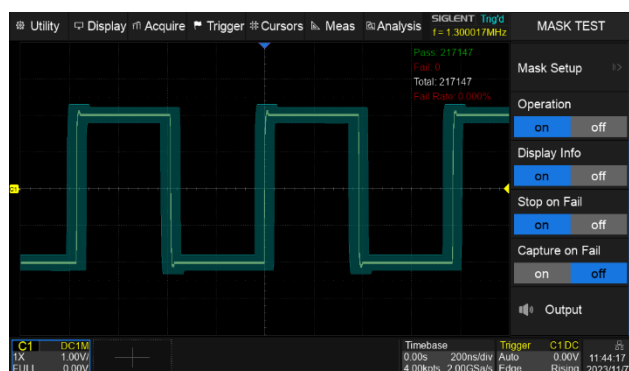 Utility Display Acquire Trigger Cursors Meas Analysis SIGLENT Trig'd MASK TEST
f = 1.300017MHz
Pass: 217147
Fail: 0
Total: 217147
Fail Rate: 0.000%
Mask Setup
Operation
on off
Display Info
on off
Stop on Fail
on off
Capture on Fail
on off
Output
C1
C1 DC1M
1X 1.00V/
FULL 0.00V
Timebase
0.00s 200ns/div
4.00kpts 2.00GSa/s
Trigger C1 DC
Auto 0.00V
Edge Rising
11:44:17
2023/11/7